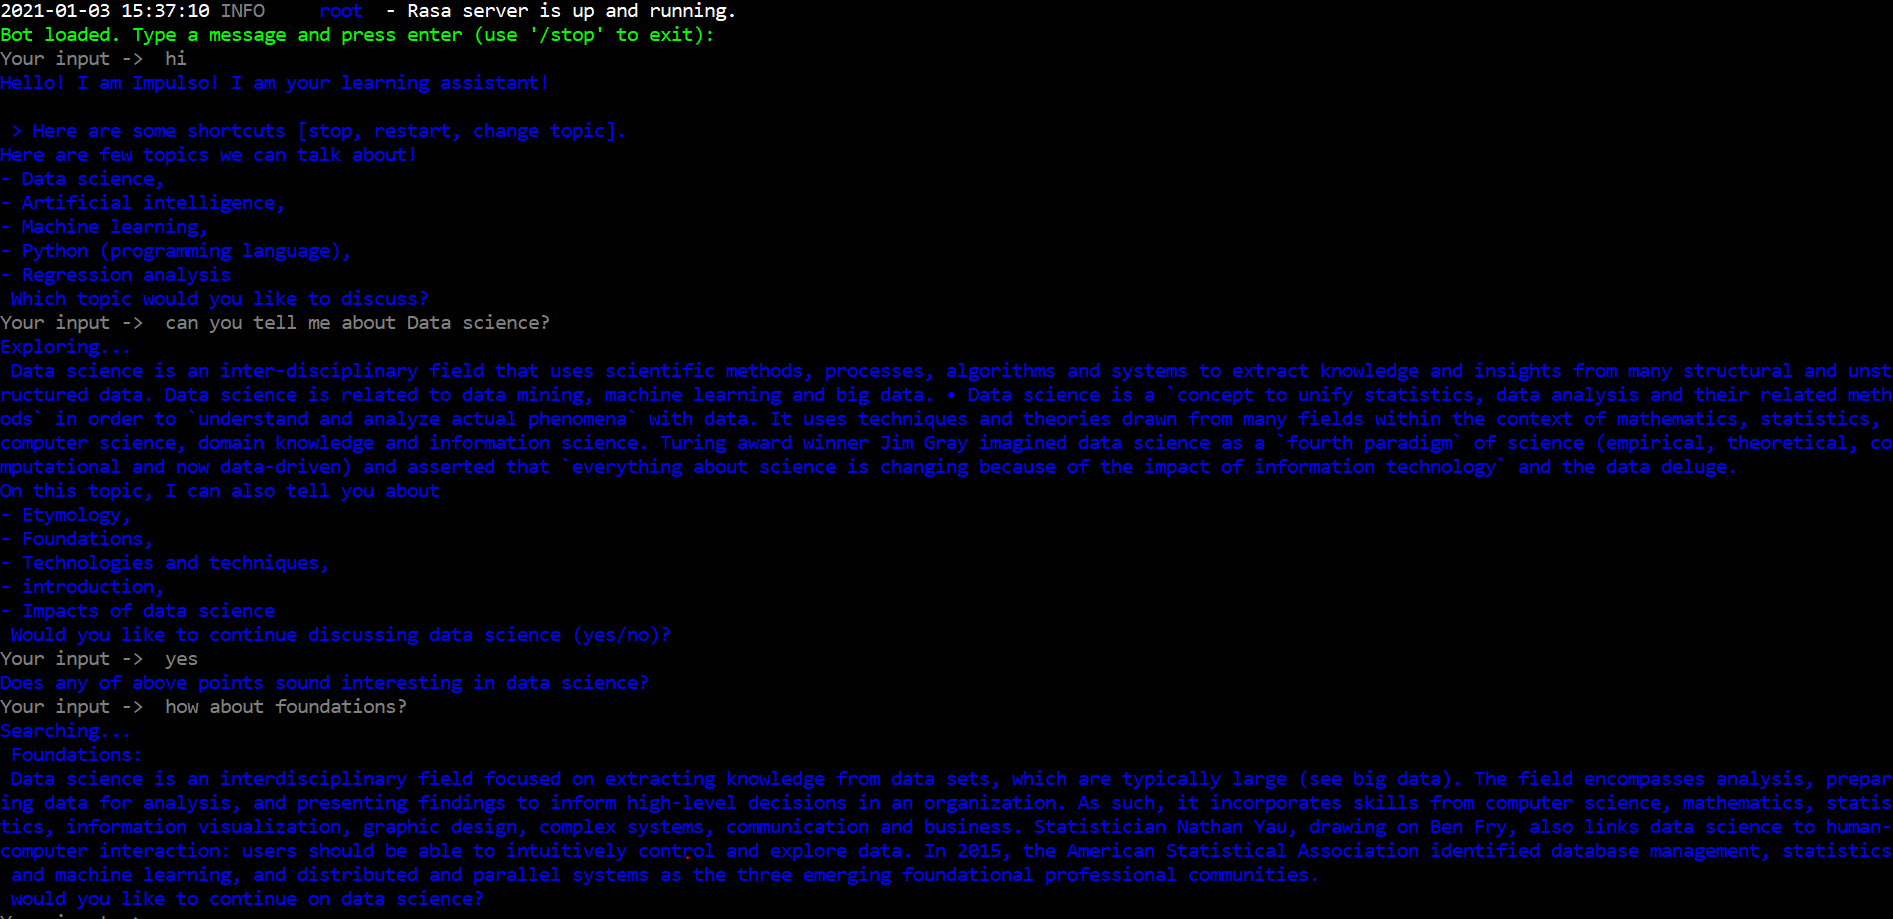 2021-01-03 15:37:10 INFO     root  - Rasa server is up and running.
Bot loaded. Type a message and press enter (use '/stop' to exit):
Your input ->  hi
Hello! I am Impulso! I am your learning assistant!
 > Here are some shortcuts [stop, restart, change topic].
Here are few topics we can talk about!
- Data science,
- Artificial intelligence,
- Machine learning,
- Python (programming language),
- Regression analysis
 Which topic would you like to discuss?
Your input ->  can you tell me about Data science?
Exploring...
 Data science is an inter-disciplinary field that uses scientific methods, processes, algorithms and systems to extract knowledge and insights from many structural and unst
ructured data. Data science is related to data mining, machine learning and big data. • Data science is a `concept to unify statistics, data analysis and their related meth
ods` in order to `understand and analyze actual phenomena` with data. It uses techniques and theories drawn from many fields within the context of mathematics, statistics,
computer science, domain knowledge and information science. Turing award winner Jim Gray imagined data science as a `fourth paradigm` of science (empirical, theoretical, co
mputational and now data-driven) and asserted that `everything about science is changing because of the impact of information technology` and the data deluge.
On this topic, I can also tell you about
- Etymology,
- Foundations,
- Technologies and techniques,
- introduction,
- Impacts of data science
 Would you like to continue discussing data science (yes/no)?
Your input ->  yes
Does any of above points sound interesting in data science?
Your input ->  how about foundations?
Searching...
 Foundations:
 Data science is an interdisciplinary field focused on extracting knowledge from data sets, which are typically large (see big data). The field encompasses analysis, prepar
ing data for analysis, and presenting findings to inform high-level decisions in an organization. As such, it incorporates skills from computer science, mathematics, statis
tics, information visualization, graphic design, complex systems, communication and business. Statistician Nathan Yau, drawing on Ben Fry, also links data science to human-
computer interaction: users should be able to intuitively control and explore data. In 2015, the American Statistical Association identified database management, statistics
 and machine learning, and distributed and parallel systems as the three emerging foundational professional communities.
 would you like to continue on data science?